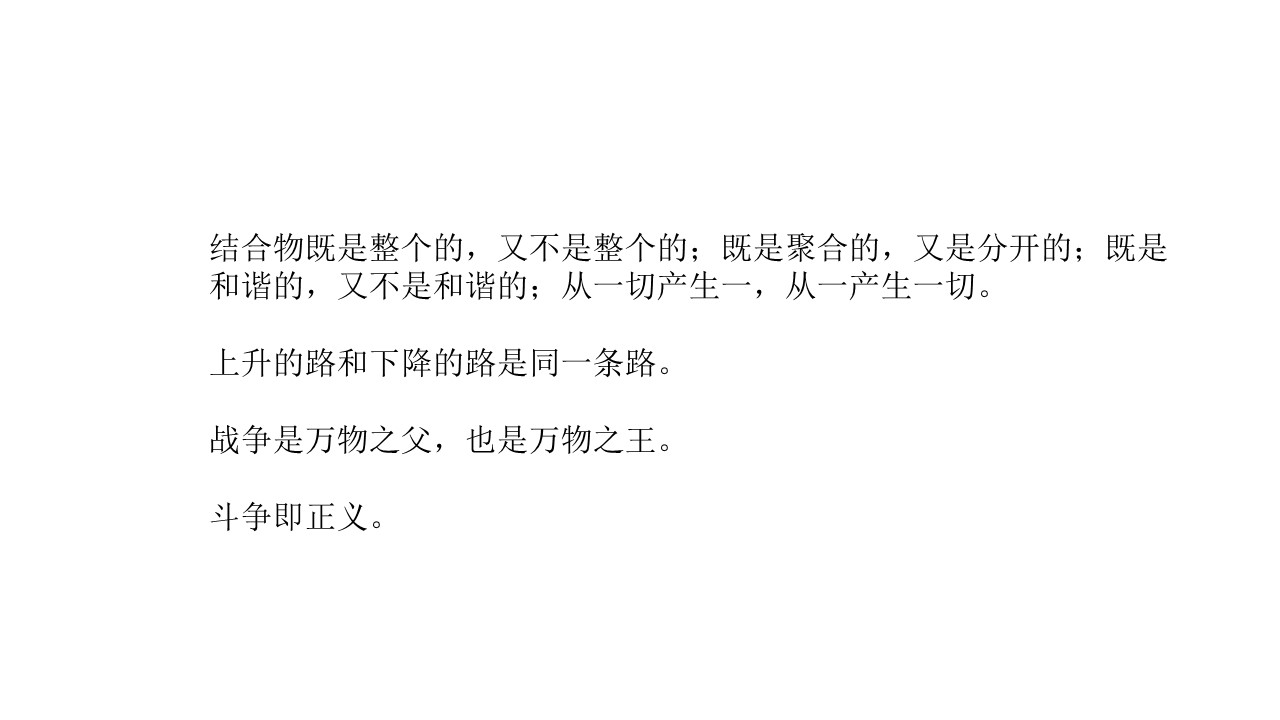 结合物既是整个的，又不是整个的；既是聚合的，又是分开的；既是
和谐的，又不是和谐的；从一切产生一，从一产生一切。
上升的路和下降的路是同一条路。
战争是万物之父，也是万物之王。
斗争即正义。